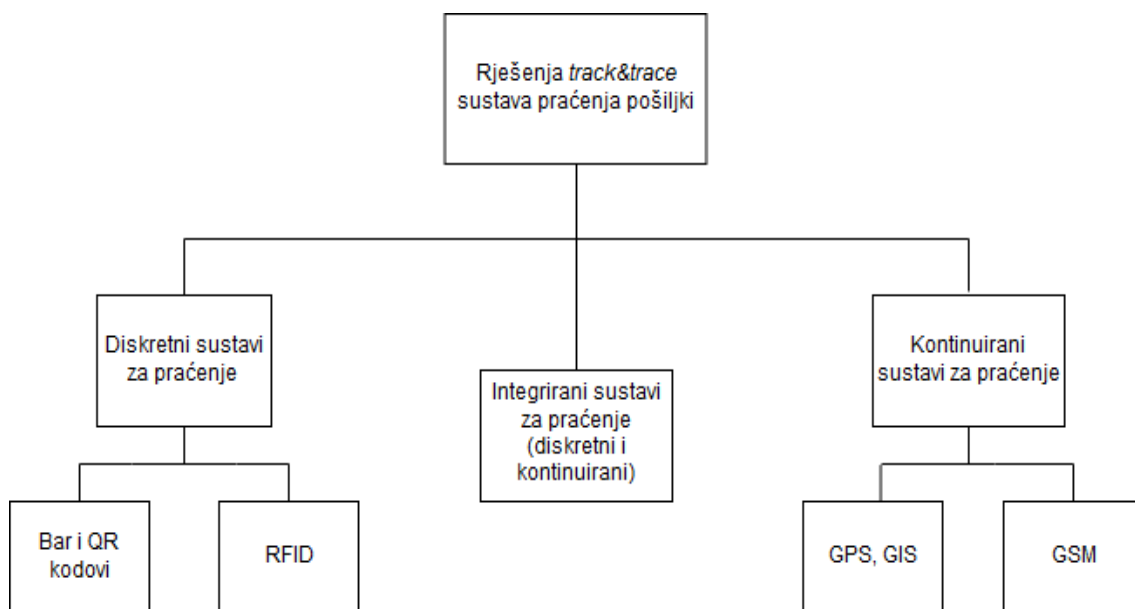 Rješenja track&trace
sustava praćenja pošiljki
Diskretni sustavi
za praćenje
Integrirani sustavi
za praćenje
(diskretni i
kontinuirani)
Kontinuirani
sustavi za praćenje
Bar i QR
kodovi
RFID
GPS, GIS
GSM